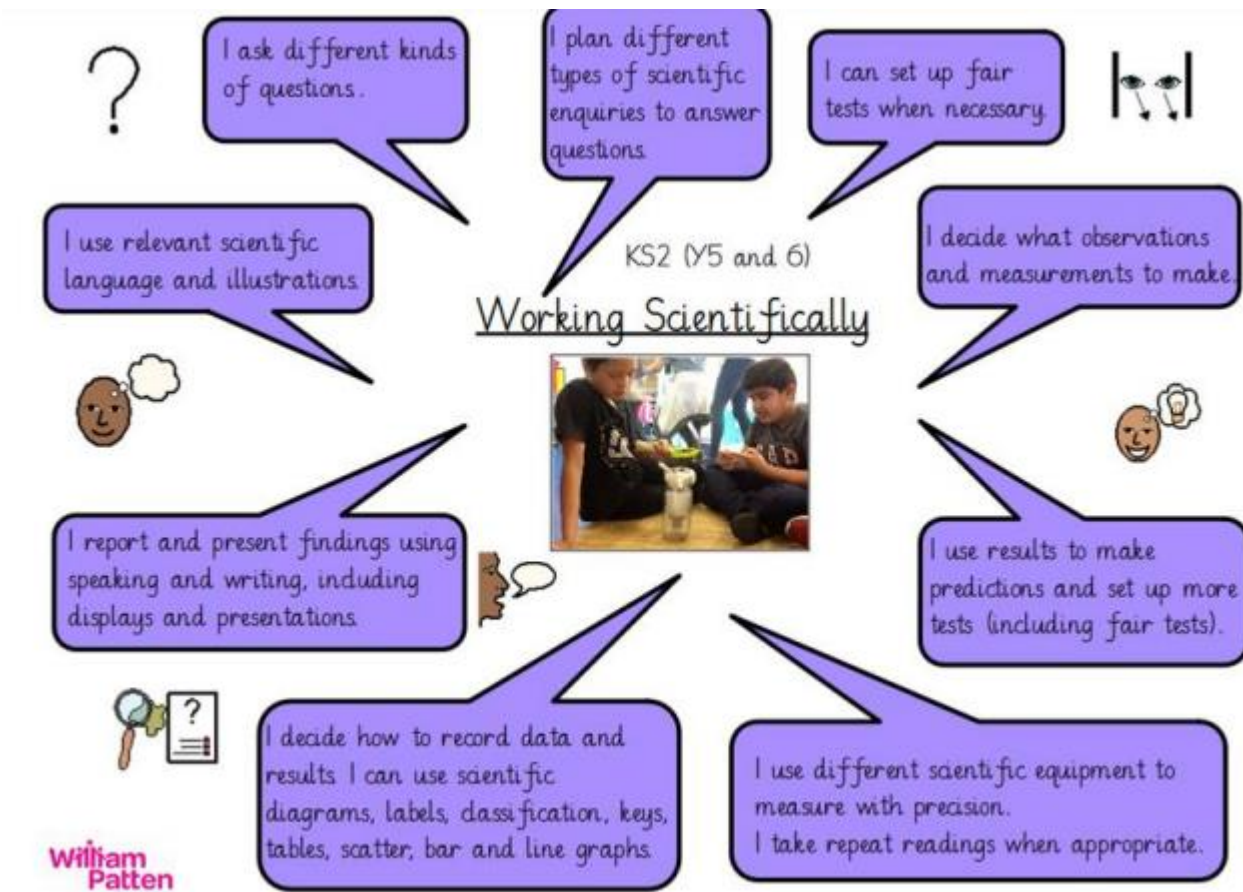 I ask different kinds
of questions.
I plan different
types of scientific
enquiries to answer
questions.
I can set up fair
tests when necessary.
?
I use relevant scientific
language and illustrations.
KS2 (Y5 and 6)
Working Scientifically
I decide what observations
and measurements to make.
I report and present findings using
speaking and writing, including
displays and presentations.
I use results to make
predictions and set up more
tests (including fair tests).
?
I decide how to record data and
results. I can use scientific
diagrams, labels, classification, keys,
tables, scatter, bar and line graphs.
I use different scientific equipment to
measure with precision.
I take repeat readings when appropriate.
William
Patten